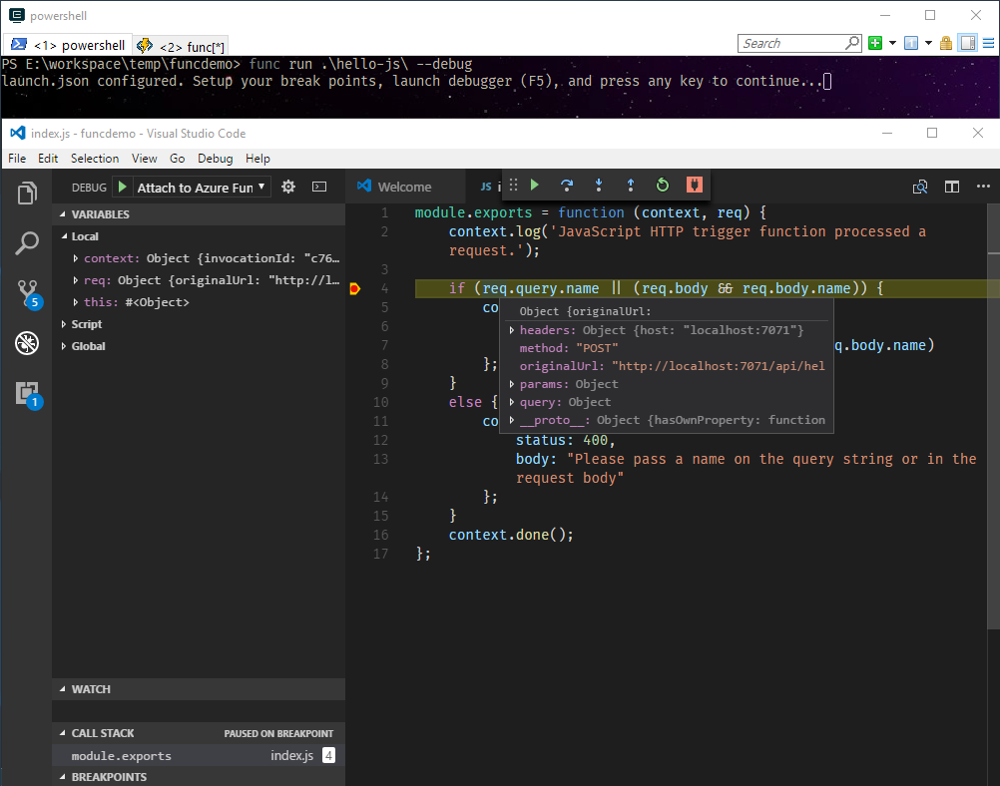 powershell
<1> powershell
<2> func[*]
Search
PS E:\workspace\temp\funcdemo> func run .\hello-js\ --debug
launch.json configured. Setup your break points, launch debugger (F5), and press any key to continue...
index.js - funcdemo - Visual Studio Code
File Edit Selection View Go Debug Help
DEBUG Attach to Azure Fun
Welcome
JS i
VARIABLES
Local
context: Object {invocationId: "c76…
req: Object {originalUrl: "http://l…
this: #<Object>
Script
Global
5
1
WATCH
CALL STACK PAUSED ON BREAKPOINT
module.exports index.js 4
BREAKPOINTS
1 module.exports = function (context, req) {
2 context.log('JavaScript HTTP trigger function processed a
request.');
3
4 if (req.query.name || (req.body && req.body.name)) {
5 co
6
7 q.body.name)
8 };
9 }
10 else {
11 co
12 status: 400,
13 body: "Please pass a name on the query string or in the
request body"
14 };
15 }
16 context.done();
17 };
Object {originalUrl:
headers: Object {host: "localhost:7071"}
method: "POST"
originalUrl: "http://localhost:7071/api/hel
params: Object
query: Object
__proto__: Object {hasOwnProperty: function